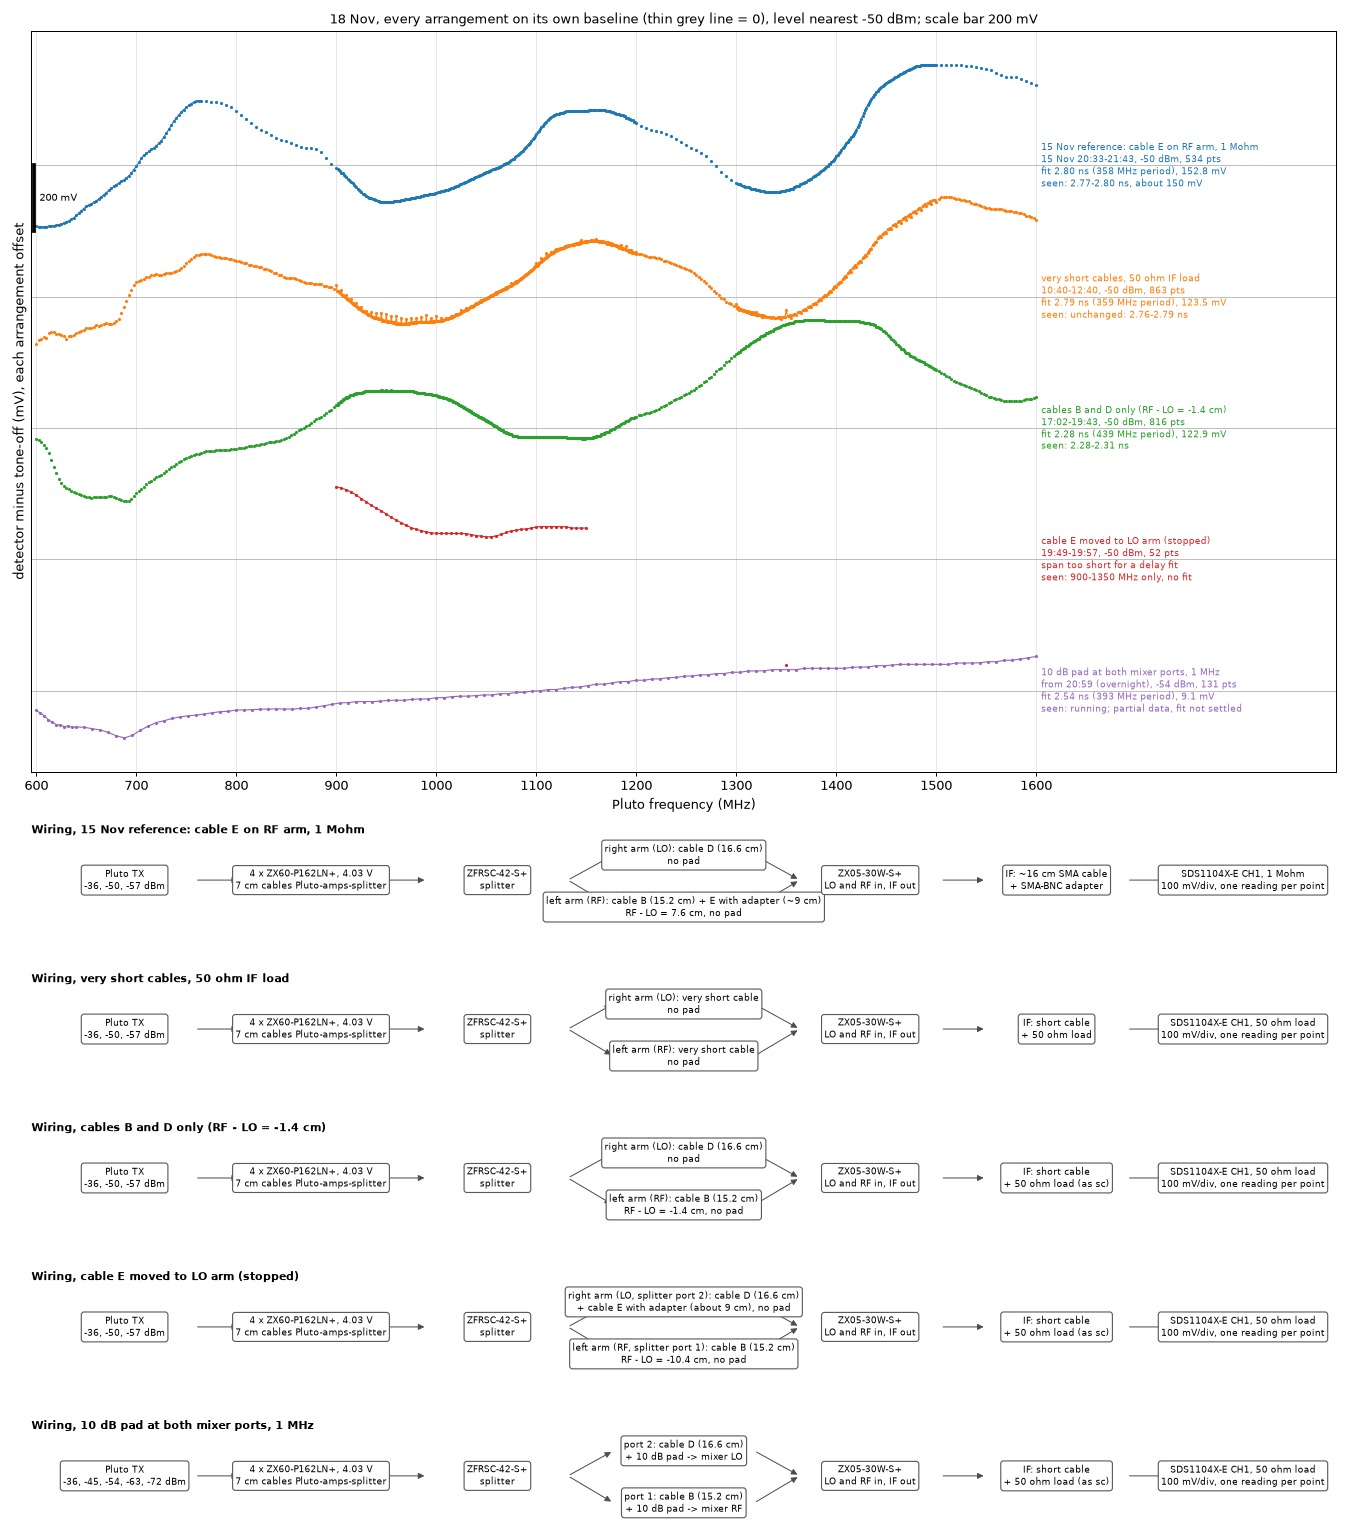 18 Nov, every arrangement on its own baseline (thin grey line = 0), level nearest -50 dBm; scale bar 200 mV
detector minus tone-off (mV), each arrangement offset
200 mV
15 Nov reference: cable E on RF arm, 1 Mohm
15 Nov 20:33-21:43, -50 dBm, 534 pts
fit 2.80 ns (358 MHz period), 152.8 mV
seen: 2.77-2.80 ns, about 150 mV
very short cables, 50 ohm IF load
10:40-12:40, -50 dBm, 863 pts
fit 2.79 ns (359 MHz period), 123.5 mV
seen: unchanged: 2.76-2.79 ns
cables B and D only (RF - LO = -1.4 cm)
17:02-19:43, -50 dBm, 816 pts
fit 2.28 ns (439 MHz period), 122.9 mV
seen: 2.28-2.31 ns
cable E moved to LO arm (stopped)
19:49-19:57, -50 dBm, 52 pts
span too short for a delay fit
seen: 900-1350 MHz only, no fit
10 dB pad at both mixer ports, 1 MHz
from 20:59 (overnight), -54 dBm, 131 pts
fit 2.54 ns (393 MHz period), 9.1 mV
seen: running; partial data, fit not settled
600 700 800 900 1000 1100 1200 1300 1400 1500 1600
Pluto frequency (MHz)
Wiring, 15 Nov reference: cable E on RF arm, 1 Mohm
Pluto TX
-36, -50, -57 dBm
4 x ZX60-P162LN+, 4.03 V
7 cm cables Pluto-amps-splitter
ZFRSC-42-S+
splitter
right arm (LO): cable D (16.6 cm)
no pad
left arm (RF): cable B (15.2 cm) + E with adapter (~9 cm)
RF - LO = 7.6 cm, no pad
ZX05-30W-S+
LO and RF in, IF out
IF: ~16 cm SMA cable
+ SMA-BNC adapter
SDS1104X-E CH1, 1 Mohm
100 mV/div, one reading per point
Wiring, very short cables, 50 ohm IF load
Pluto TX
-36, -50, -57 dBm
4 x ZX60-P162LN+, 4.03 V
7 cm cables Pluto-amps-splitter
ZFRSC-42-S+
splitter
right arm (LO): very short cable
no pad
left arm (RF): very short cable
no pad
ZX05-30W-S+
LO and RF in, IF out
IF: short cable
+ 50 ohm load
SDS1104X-E CH1, 50 ohm load
100 mV/div, one reading per point
Wiring, cables B and D only (RF - LO = -1.4 cm)
Pluto TX
-36, -50, -57 dBm
4 x ZX60-P162LN+, 4.03 V
7 cm cables Pluto-amps-splitter
ZFRSC-42-S+
splitter
right arm (LO): cable D (16.6 cm)
no pad
left arm (RF): cable B (15.2 cm)
RF - LO = -1.4 cm, no pad
ZX05-30W-S+
LO and RF in, IF out
IF: short cable
+ 50 ohm load (as sc)
SDS1104X-E CH1, 50 ohm load
100 mV/div, one reading per point
Wiring, cable E moved to LO arm (stopped)
Pluto TX
-36, -50, -57 dBm
4 x ZX60-P162LN+, 4.03 V
7 cm cables Pluto-amps-splitter
ZFRSC-42-S+
splitter
right arm (LO, splitter port 2): cable D (16.6 cm)
+ cable E with adapter (about 9 cm), no pad
left arm (RF, splitter port 1): cable B (15.2 cm)
RF - LO = -10.4 cm, no pad
ZX05-30W-S+
LO and RF in, IF out
IF: short cable
+ 50 ohm load (as sc)
SDS1104X-E CH1, 50 ohm load
100 mV/div, one reading per point
Wiring, 10 dB pad at both mixer ports, 1 MHz
Pluto TX
-36, -45, -54, -63, -72 dBm
4 x ZX60-P162LN+, 4.03 V
7 cm cables Pluto-amps-splitter
ZFRSC-42-S+
splitter
port 2: cable D (16.6 cm)
+ 10 dB pad -> mixer LO
port 1: cable B (15.2 cm)
+ 10 dB pad -> mixer RF
ZX05-30W-S+
LO and RF in, IF out
IF: short cable
+ 50 ohm load (as sc)
SDS1104X-E CH1, 50 ohm load
100 mV/div, one reading per point